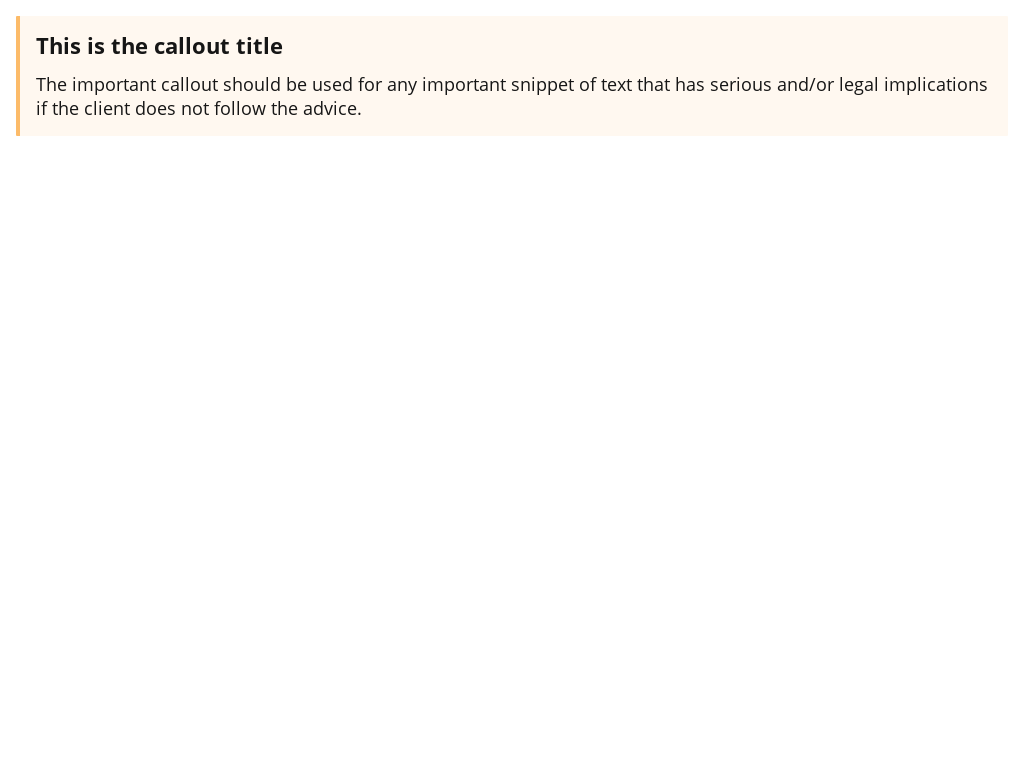 This is the callout title
The important callout should be used for any important snippet of text that has serious and/or legal implications
if the client does not follow the advice.